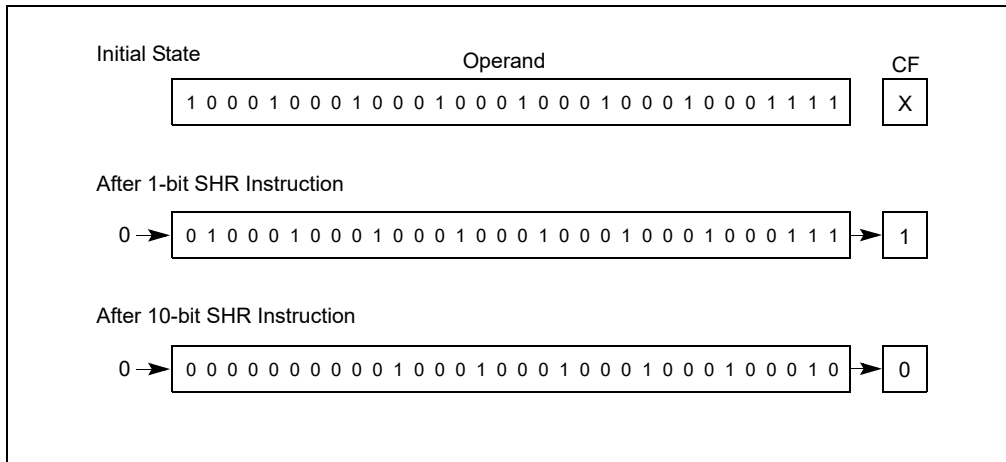 Initial State
Operand
CF
1 0 0 0 1 0 0 0 1 0 0 0 1 0 0 0 1 0 0 0 1 0 0 0 1 0 0 0 1 1 1 1
X
After 1-bit SHR Instruction
0
0 1 0 0 0 1 0 0 0 1 0 0 0 1 0 0 0 1 0 0 0 1 0 0 0 1 0 0 0 1 1 1
1
After 10-bit SHR Instruction
0
0 0 0 0 0 0 0 0 0 0 1 0 0 0 1 0 0 0 1 0 0 0 1 0 0 0 1 0 0 0 1 0
0